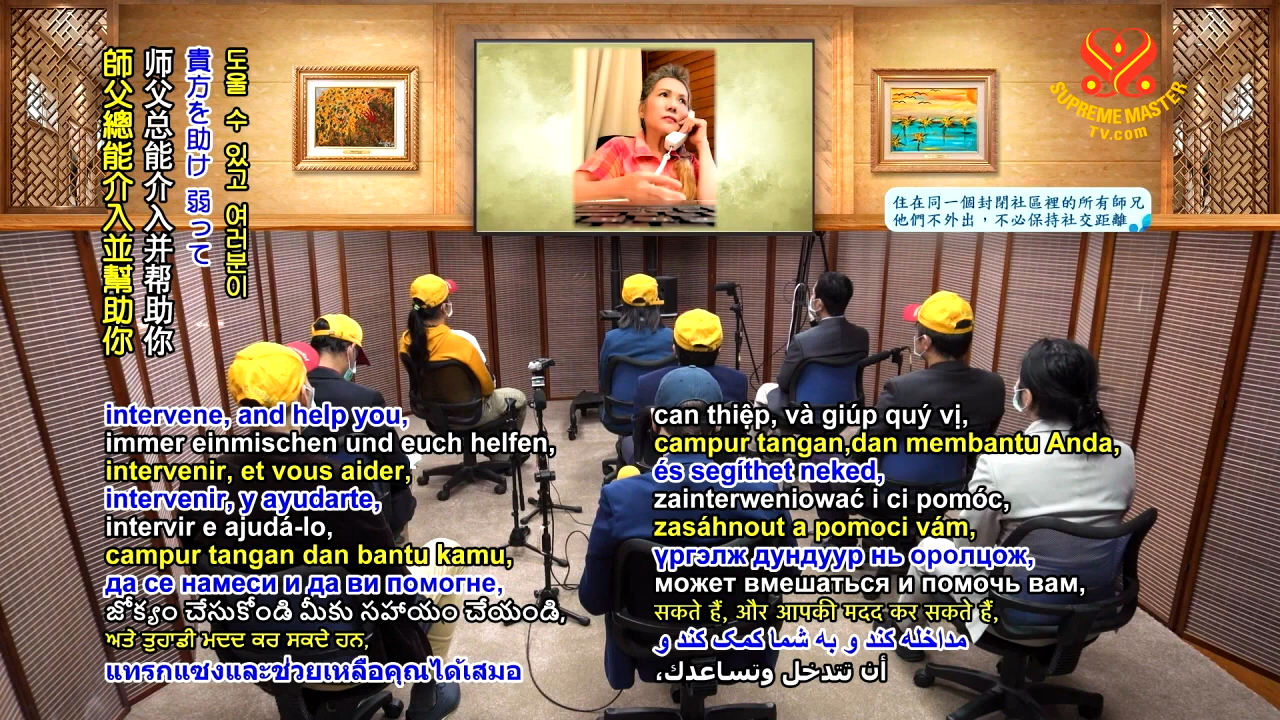 師父總能介入並幫助你
师父总能介入并帮助你
貴方を助け 弱って
도울 수 있고 여러분이
SUPREME MASTER
TV.com
住在同一個封閉社區裡的所有師兄
他們不外出，不必保持社交距離
intervene, and help you,
immer einmischen und euch helfen,
intervenir, et vous aider,
intervenir, y ayudarte,
intervir e ajudá-lo,
campur tangan dan bantu kamu,
да се намеси и да ви помогне,
జోక్యం చేసుకోండి మీకు సహాయం చేయండి,
ਅਤੇ ਤੁਹਾਡੀ ਮਦਦ ਕਰ ਸਕਦੇ ਹਨ,
แทรกแซงและช่วยเหลือคุณได้เสมอ
can thiệp, và giúp quý vị,
campur tangan,dan membantu Anda,
és segíthet neked,
zainterweniować i ci pomóc,
zasáhnout a pomoci vám,
үргэлж дундуур нь оролцож,
может вмешаться и помочь вам,
सकते हैं, और आपकी मदद कर सकते हैं,
مداخله کند و به شما کمک کند و
أن تتدخل وتساعدك،